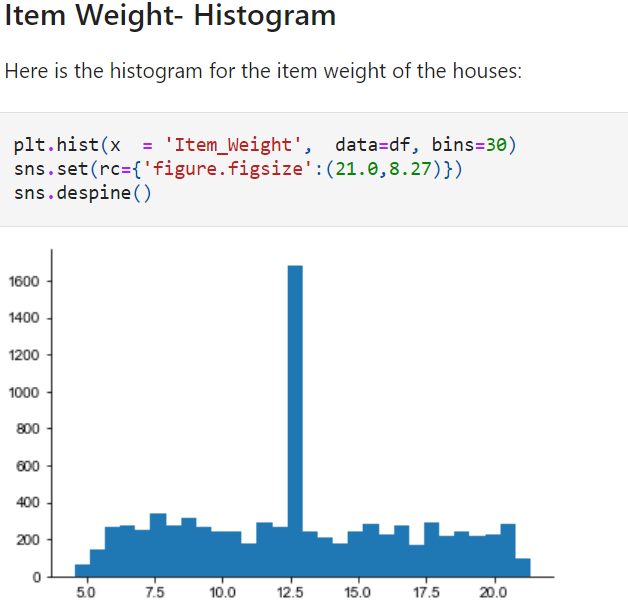 Item Weight- Histogram
Here is the histogram for the item weight of the houses:
plt.hist(x  = 'Item_Weight',  data=df, bins=30)
sns.set(rc={'figure.figsize':(21.0,8.27)})
sns.despine()
1600
1400
1200
1000
800
600
400
200
0
5.0 7.5 10.0 12.5 15.0 17.5 20.0